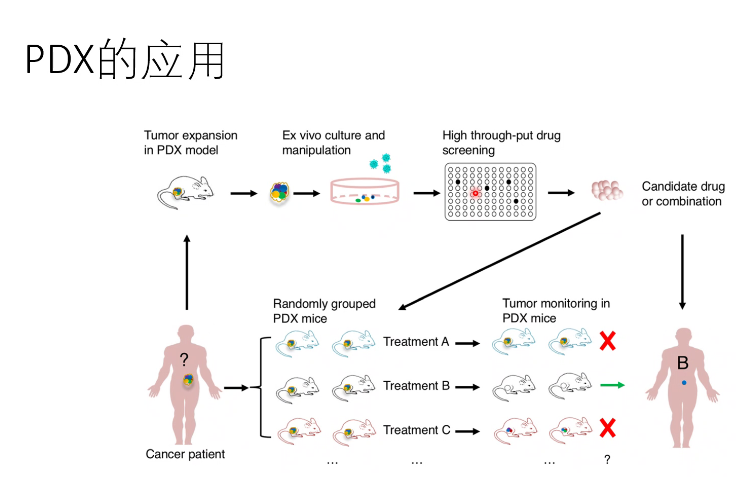 PDX的应用
Tumor expansion
in PDX model
Ex vivo culture and
manipulation
High through-put drug
screening
Candidate drug
or combination
Randomly grouped
PDX mice
Tumor monitoring in
PDX mice
?
Treatment A
B
Treatment B
Treatment C
Cancer patient
...
...
...
?